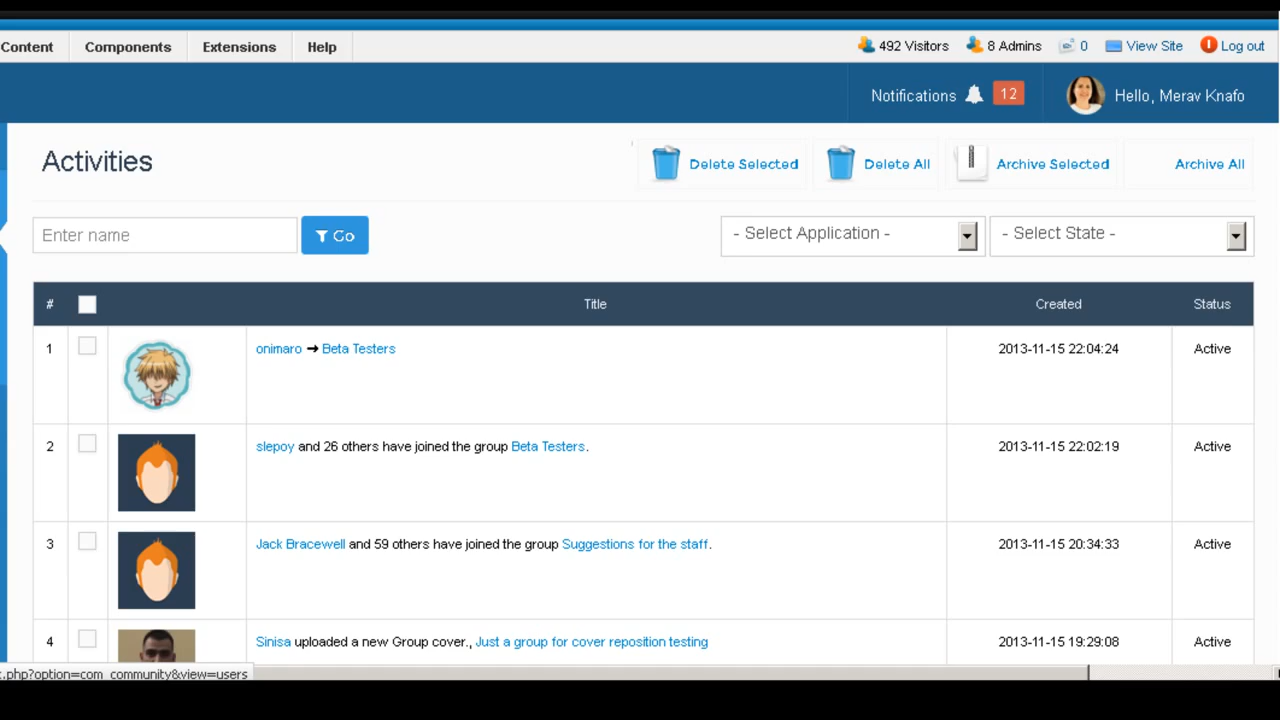 Content Components Extensions Help 492 Visitors 8 Admins 0 View Site Log out
Notifications 12 Hello, Merav Knafo
Activities Delete Selected Delete All Archive Selected Archive All
Enter name Go - Select Application - - Select State -
# Title Created Status
1 onimaro → Beta Testers 2013-11-15 22:04:24 Active
2 slepoy and 26 others have joined the group Beta Testers. 2013-11-15 22:02:19 Active
3 Jack Bracewell and 59 others have joined the group Suggestions for the staff. 2013-11-15 20:34:33 Active
4 Sinisa uploaded a new Group cover., Just a group for cover reposition testing 2013-11-15 19:29:08 Active
.php?option=com_community&view=users